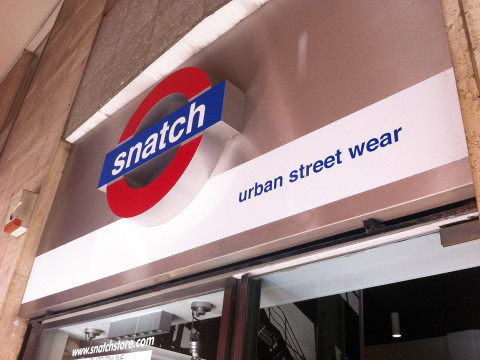 snatch
urban street wear
www.snatchstore.com